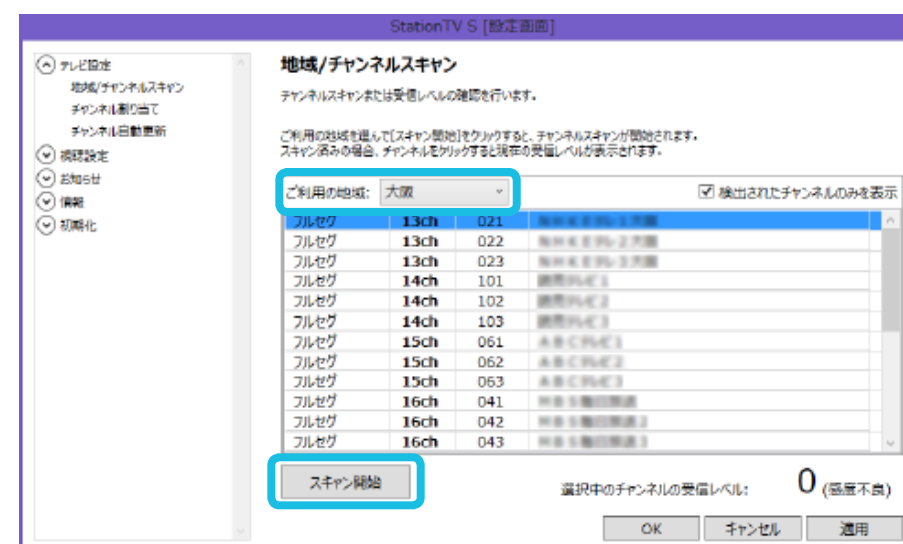 StationTV S [設定画面]
テレビ設定
地域/チャンネルスキャン
チャンネル割り当て
チャンネル自動更新
視聴設定
お知らせ
情報
初期化
地域/チャンネルスキャン
チャンネルスキャンまたは受信レベルの確認を行います。
ご利用の地域を選んで[スキャン開始]をクリックすると、チャンネルスキャンが開始されます。
スキャン済みの場合、チャンネルをクリックすると現在の受信レベルが表示されます。
ご利用の地域: 大阪 検出されたチャンネルのみを表示
フルセグ 13ch 021
フルセグ 13ch 022
フルセグ 13ch 023
フルセグ 14ch 101
フルセグ 14ch 102
フルセグ 14ch 103
フルセグ 15ch 061
フルセグ 15ch 062
フルセグ 15ch 063
フルセグ 16ch 041
フルセグ 16ch 042
フルセグ 16ch 043
スキャン開始
選択中のチャンネルの受信レベル: 0 (感度不良)
OK キャンセル 適用